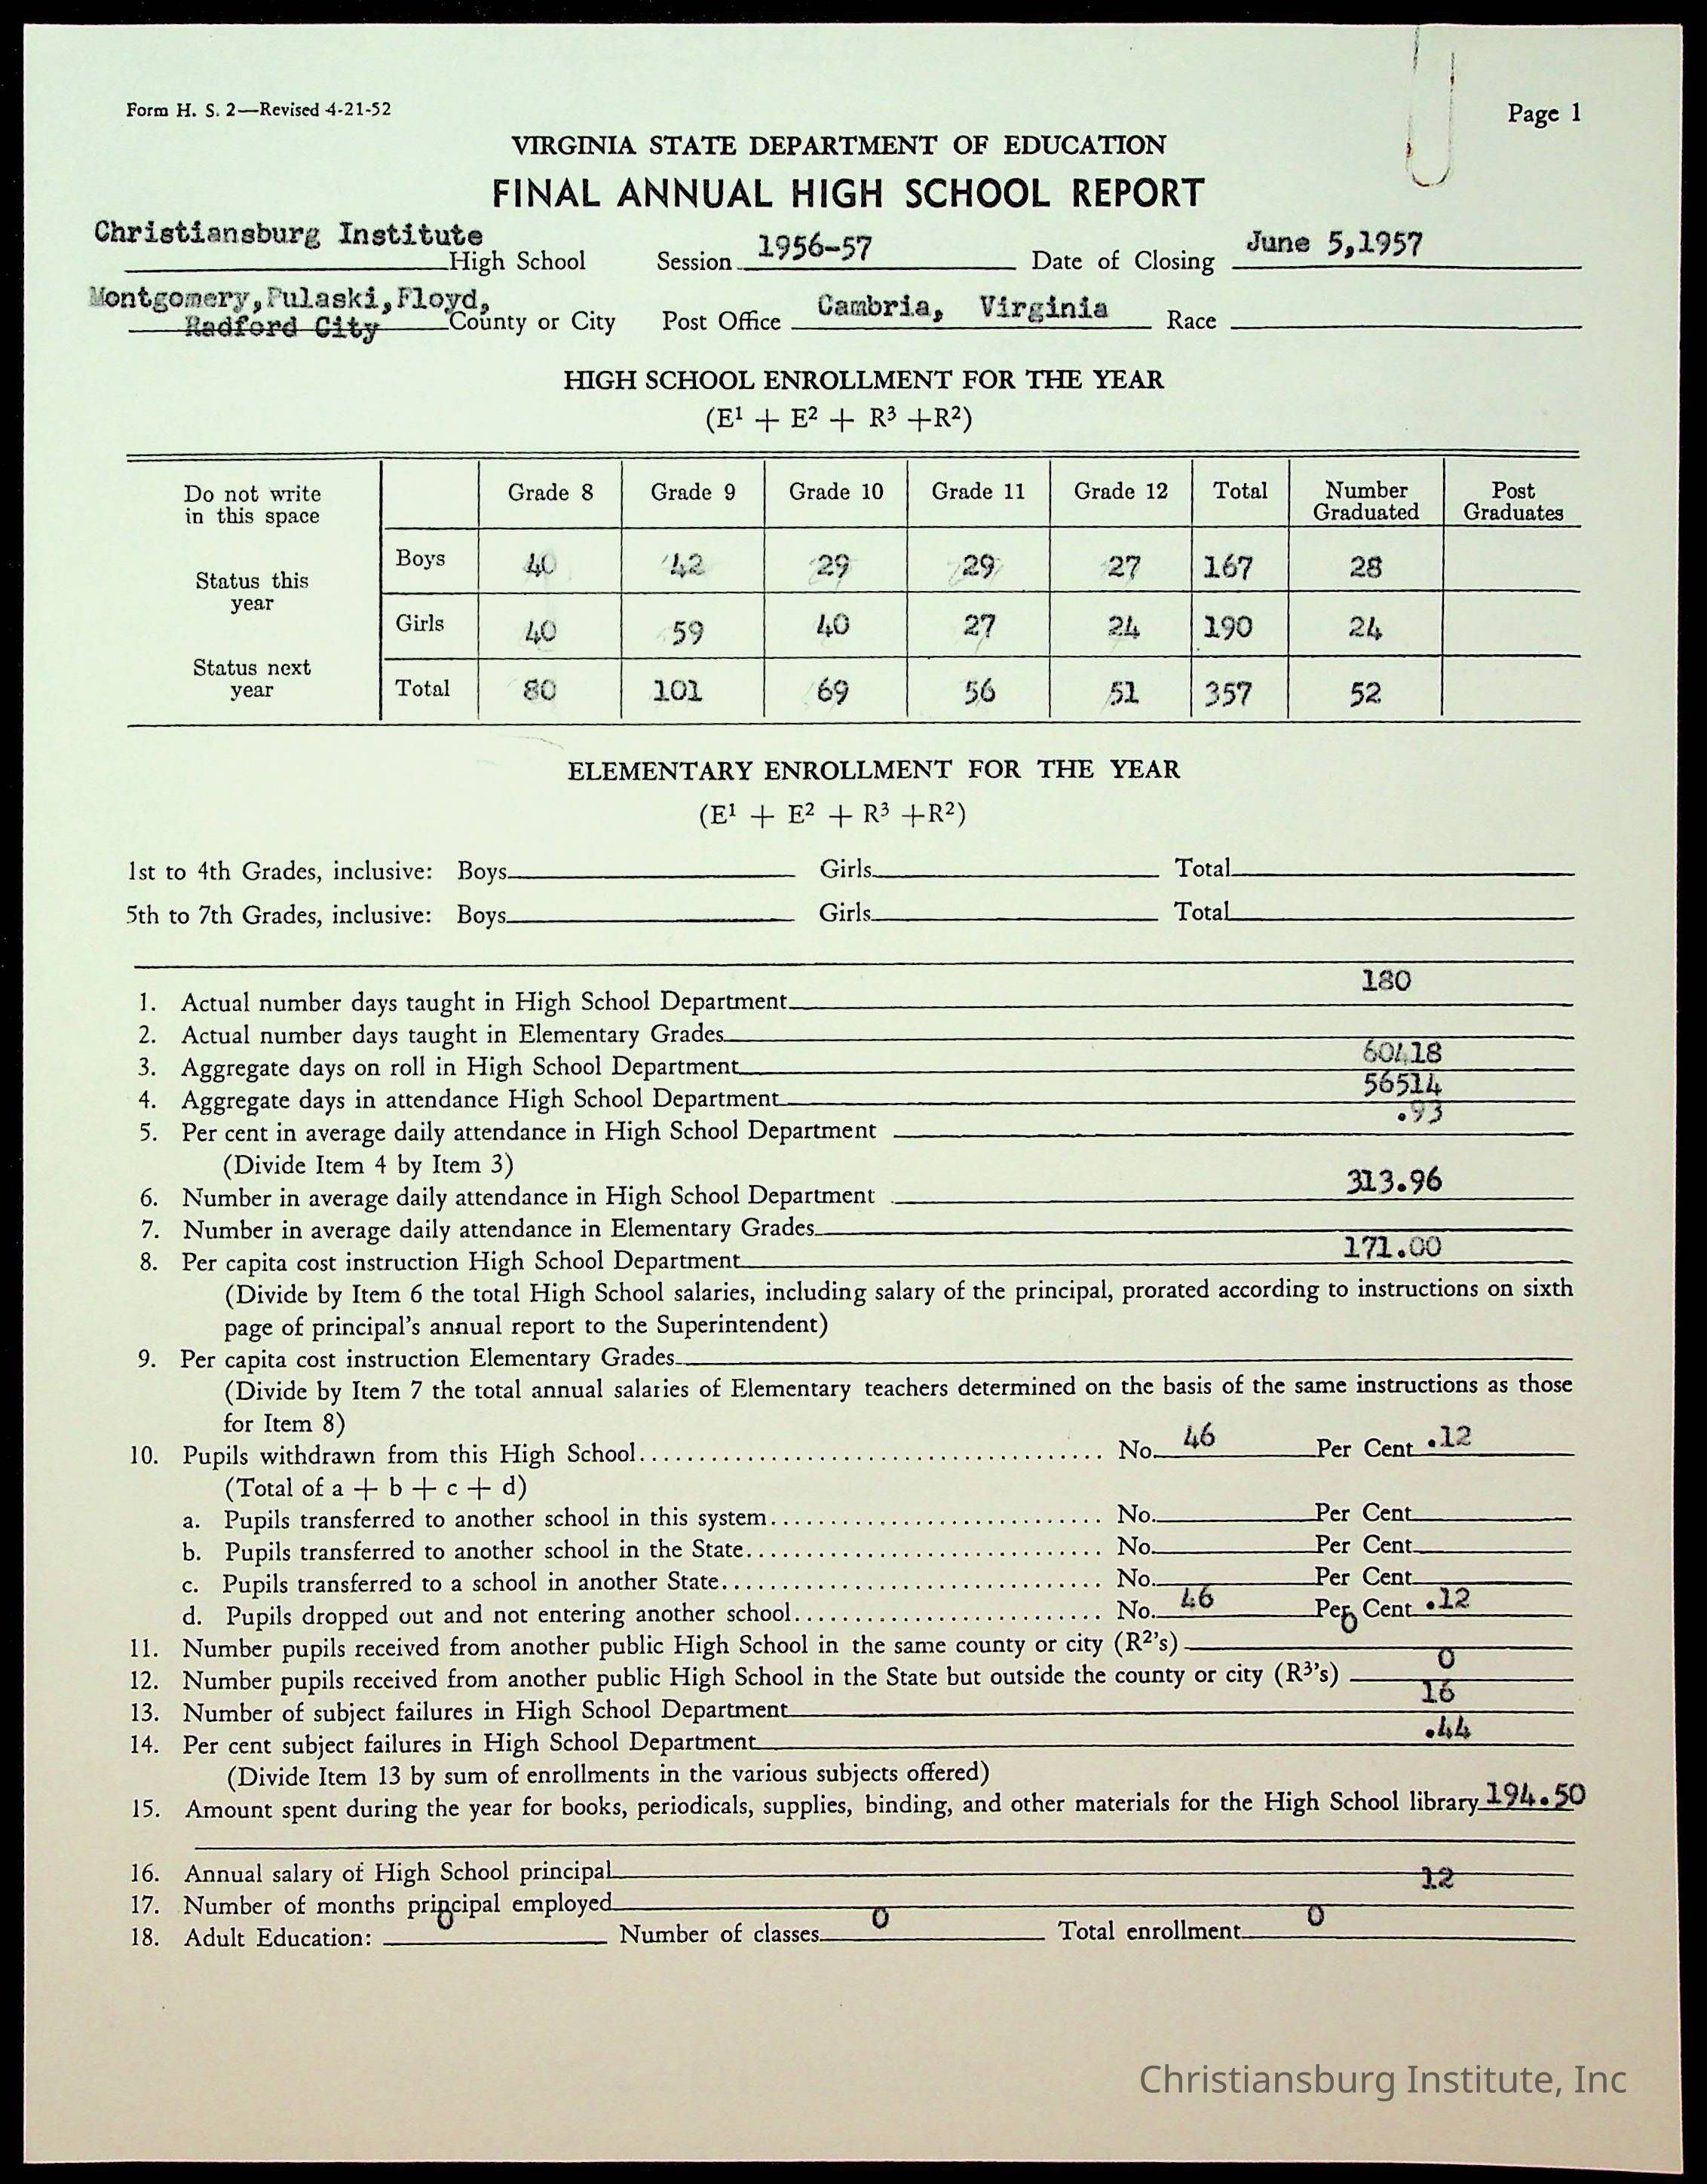 Form H. S. 2—Revised 4-21-52
Page 1
VIRGINIA STATE DEPARTMENT OF EDUCATION
FINAL ANNUAL HIGH SCHOOL REPORT
Christiansburg Institute High School Session 1956-57 Date of Closing June 5,1957
Montgomery,Pulaski,Floyd,
Radford City County or City Post Office Cambria, Virginia Race
HIGH SCHOOL ENROLLMENT FOR THE YEAR
(E¹ + E² + R³ +R²)
Do not write in this space Grade 8 Grade 9 Grade 10 Grade 11 Grade 12 Total Number Graduated Post Graduates
Status this year Boys 40 42 29 29 27 167 28
Girls 40 59 40 27 24 190 24
Status next year Total 80 101 69 56 51 357 52
ELEMENTARY ENROLLMENT FOR THE YEAR
(E¹ + E² + R³ +R²)
1st to 4th Grades, inclusive: Boys Girls Total
5th to 7th Grades, inclusive: Boys Girls Total
1. Actual number days taught in High School Department 180
2. Actual number days taught in Elementary Grades
3. Aggregate days on roll in High School Department 60418
4. Aggregate days in attendance High School Department 56514
5. Per cent in average daily attendance in High School Department .93
(Divide Item 4 by Item 3)
6. Number in average daily attendance in High School Department 313.96
7. Number in average daily attendance in Elementary Grades
8. Per capita cost instruction High School Department 171.00
(Divide by Item 6 the total High School salaries, including salary of the principal, prorated according to instructions on sixth
page of principal's annual report to the Superintendent)
9. Per capita cost instruction Elementary Grades
(Divide by Item 7 the total annual salaries of Elementary teachers determined on the basis of the same instructions as those
for Item 8)
10. Pupils withdrawn from this High School No. 46 Per Cent .12
(Total of a + b + c + d)
a. Pupils transferred to another school in this system No. Per Cent
b. Pupils transferred to another school in the State No. Per Cent
c. Pupils transferred to a school in another State No. Per Cent
d. Pupils dropped out and not entering another school No. 46 Per Cent .12
11. Number pupils received from another public High School in the same county or city (R²'s) 0
12. Number pupils received from another public High School in the State but outside the county or city (R³'s) 0
13. Number of subject failures in High School Department 16
14. Per cent subject failures in High School Department .44
(Divide Item 13 by sum of enrollments in the various subjects offered)
15. Amount spent during the year for books, periodicals, supplies, binding, and other materials for the High School library 194.50
16. Annual salary of High School principal
17. Number of months principal employed 12
18. Adult Education: 0 Number of classes 0 Total enrollment 0
Christiansburg Institute, Inc